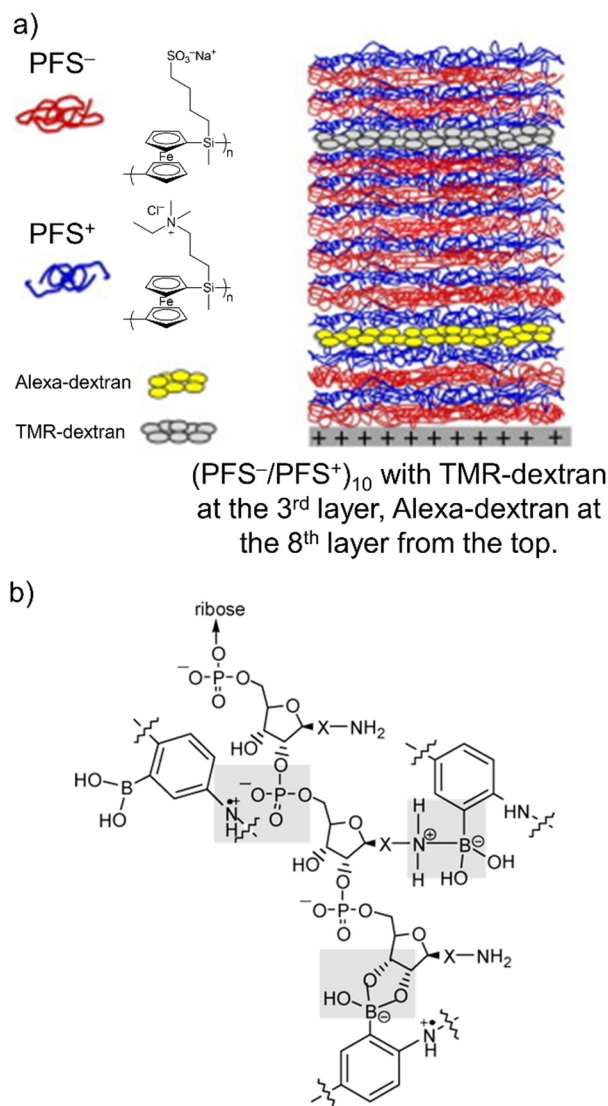 a)
PFS⁻
SO₃⁻Na⁺
Si
n
Fe
PFS⁺
Cl⁻
N
+
Si
n
Fe
Alexa-dextran
TMR-dextran
+ + + + + + + + + + +
(PFS⁻/PFS⁺)₁₀ with TMR-dextran
at the 3ʳᵈ layer, Alexa-dextran at
the 8ᵗʰ layer from the top.
b)
ribose
O
⁻O–P–O
O
O
X–NH₂
HO
O
HO
B
HO
N
H
⁻O–P–O
O
O
HO
O
X–N–B
H
H
OH
HO
HN
⁻O–P–O
O
O
X–NH₂
O
O
HO
B
N
H